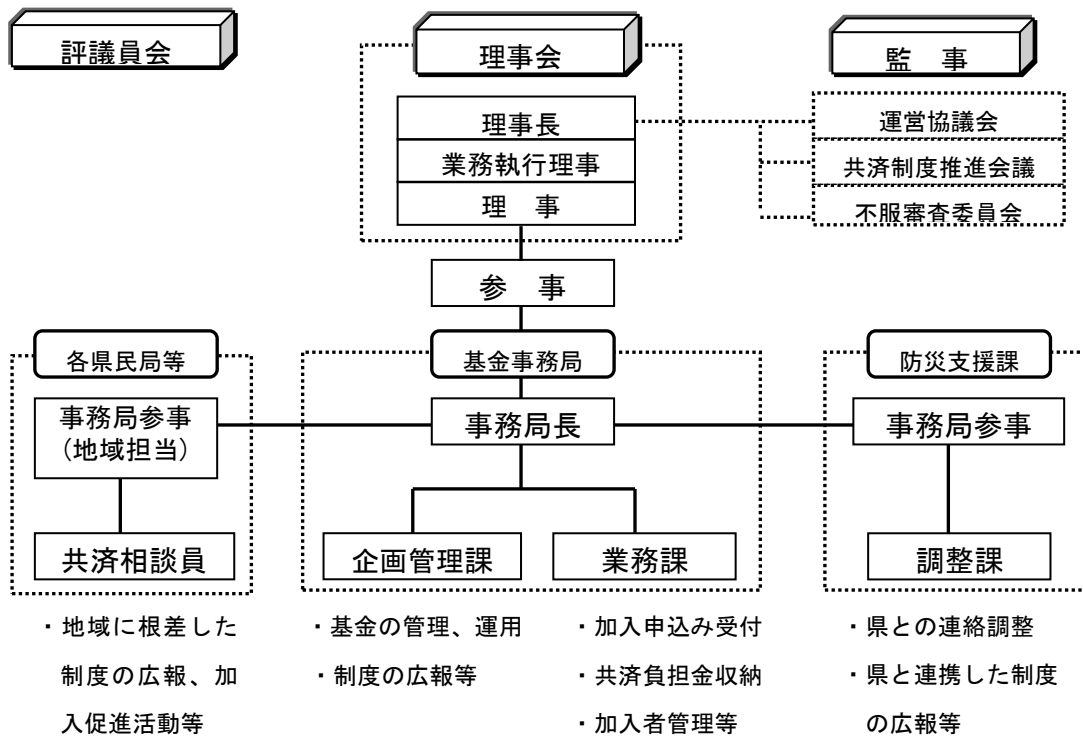 評議員会
理事会
監　事
理事長
業務執行理事
理　事
運営協議会
共済制度推進会議
不服審査委員会
参　事
各県民局等
基金事務局
防災支援課
事務局参事
(地域担当)
事務局長
事務局参事
共済相談員
企画管理課
業務課
調整課
・地域に根差した
制度の広報、加
入促進活動等
・基金の管理、運用
・制度の広報等
・加入申込み受付
・共済負担金収納
・加入者管理等
・県との連絡調整
・県と連携した制度
の広報等